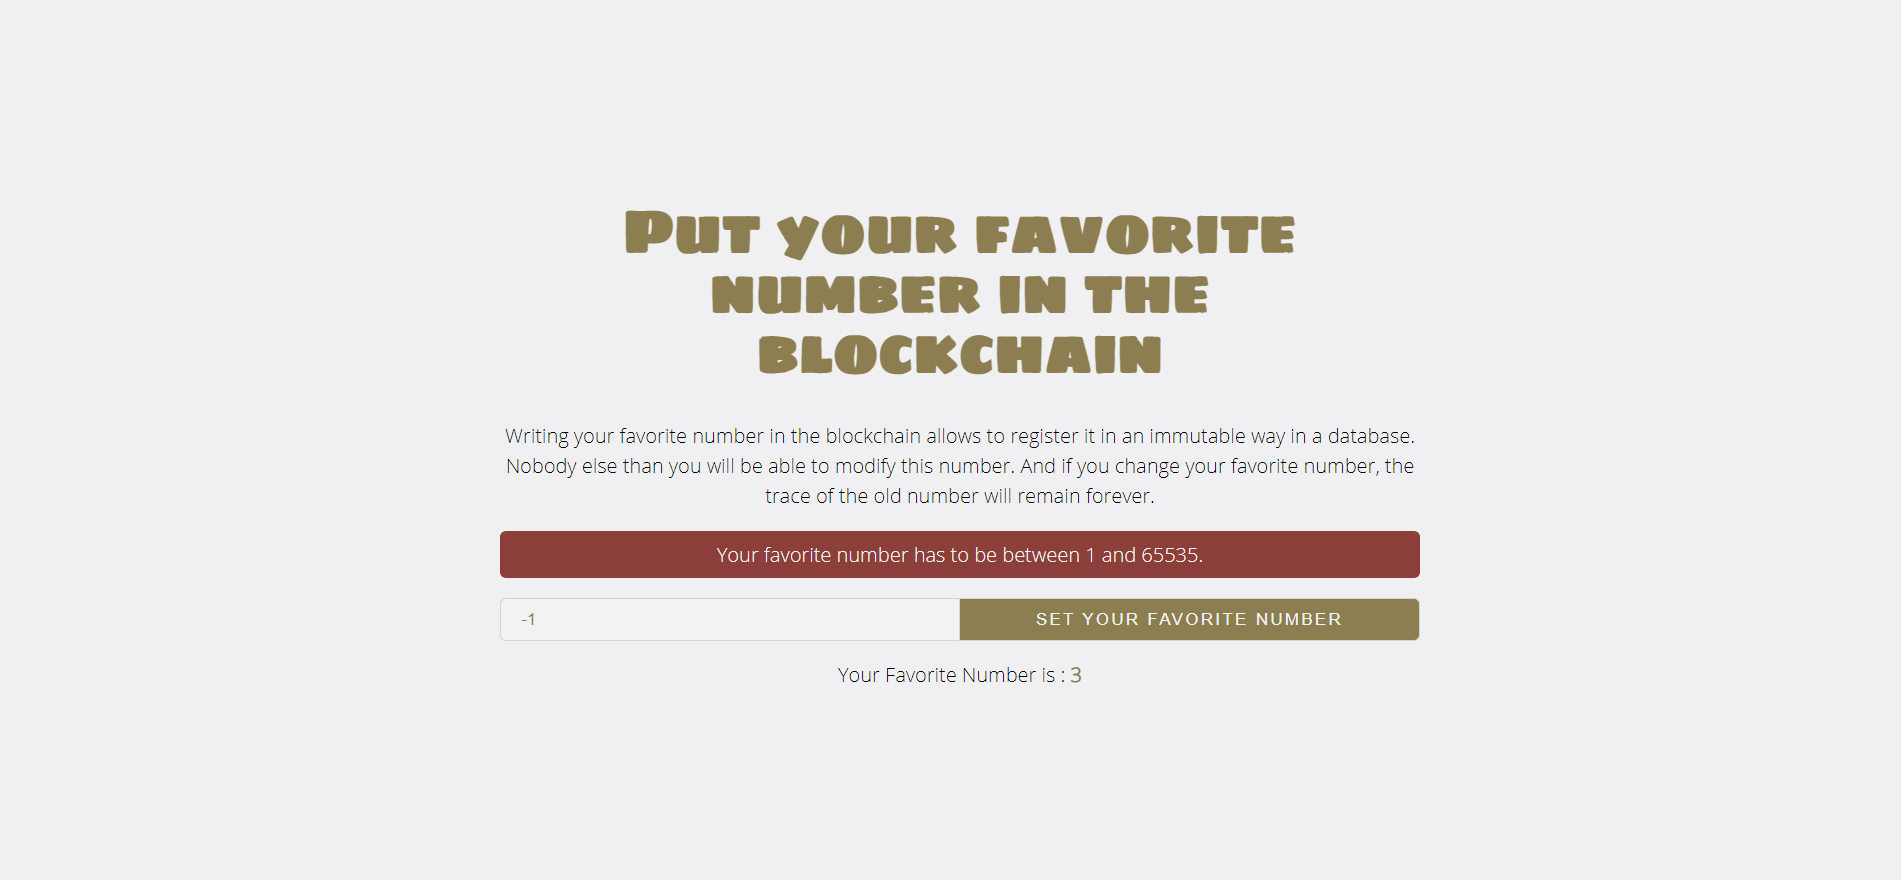 Put your favorite
number in the
blockchain
Writing your favorite number in the blockchain allows to register it in an immutable way in a database.
Nobody else than you will be able to modify this number. And if you change your favorite number, the
trace of the old number will remain forever.
Your favorite number has to be between 1 and 65535.
-1
SET YOUR FAVORITE NUMBER
Your Favorite Number is : 3